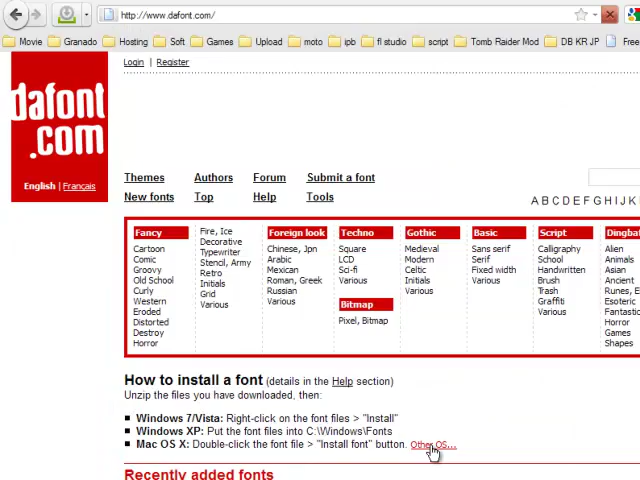 http://www.dafont.com/
Movie Granado Hosting Soft Games Upload moto ipb fl studio script Tomb Raider Mod DB KR JP Free
Login | Register
dafont
.com
English | Français
Themes Authors Forum Submit a font
New fonts Top Help Tools
A B C D E F G H I J K L M N
Fancy
Cartoon
Comic
Groovy
Old School
Curly
Western
Eroded
Distorted
Destroy
Horror
Fire, Ice
Decorative
Typewriter
Stencil, Army
Retro
Initials
Grid
Various
Foreign look
Chinese, Jpn
Arabic
Mexican
Roman, Greek
Russian
Various
Techno
Square
LCD
Sci-fi
Various
Bitmap
Pixel, Bitmap
Gothic
Medieval
Modern
Celtic
Initials
Various
Basic
Sans serif
Serif
Fixed width
Various
Script
Calligraphy
School
Handwritten
Brush
Trash
Graffiti
Various
Dingbat
Alien
Animals
Asian
Ancient
Runes, E
Esoteric
Fantastic
Horror
Games
Shapes
How to install a font (details in the Help section)
Unzip the files you have downloaded, then:
Windows 7/Vista: Right-click on the font files > "Install"
Windows XP: Put the font files into C:\Windows\Fonts
Mac OS X: Double-click the font file > "Install font" button. Other OS...
Recently added fonts